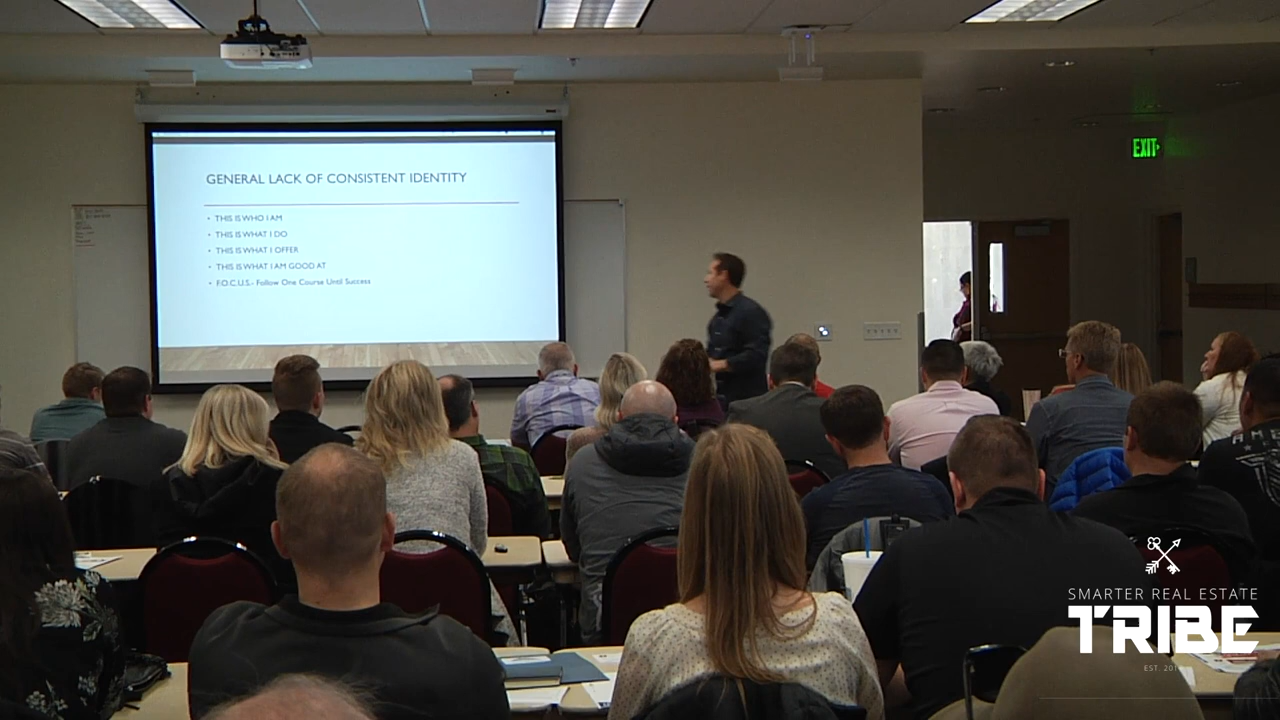 GENERAL LACK OF CONSISTENT IDENTITY
• THIS IS WHO I AM
• THIS IS WHAT I DO
• THIS IS WHAT I OFFER
• THIS IS WHAT I AM GOOD AT
• F.O.C.U.S.- Follow One Course Until Success
EXIT
SMARTER REAL ESTATE
TRIBE
EST.